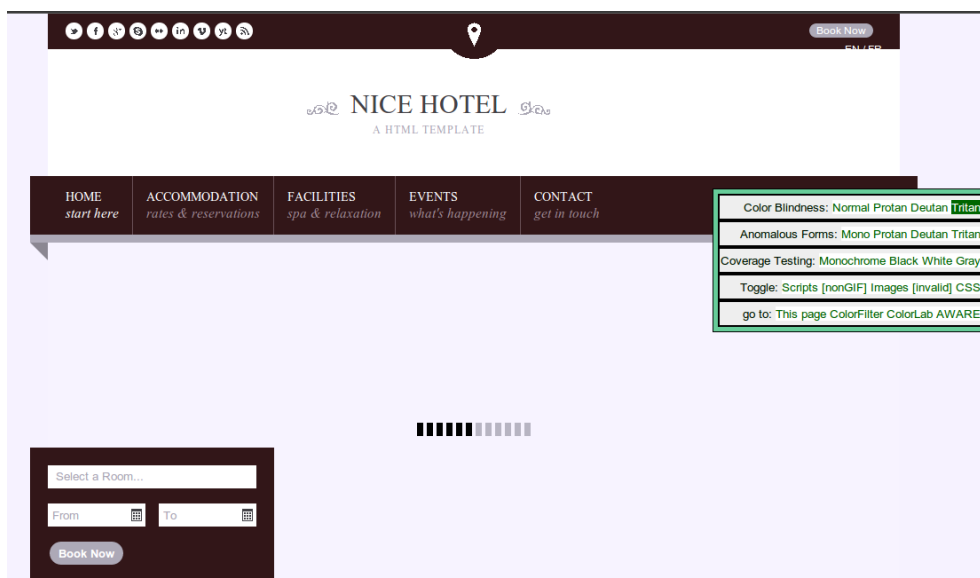 Book Now
EN / FR
NICE HOTEL
A HTML TEMPLATE
HOME ACCOMMODATION FACILITIES EVENTS CONTACT
start here rates & reservations spa & relaxation what's happening get in touch
Color Blindness: Normal Protan Deutan Tritan
Anomalous Forms: Mono Protan Deutan Tritan
Coverage Testing: Monochrome Black White Gray
Toggle: Scripts [nonGIF] Images [invalid] CSS
go to: This page ColorFilter ColorLab AWARE
Select a Room...
From To
Book Now